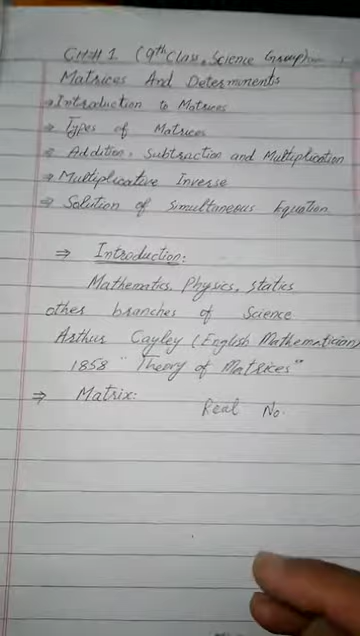 CH# 1. (9th Class, Science Group)
Matrices And Determinents
→ Introduction to Matrices
⇒ Types of Matrices
⇒ Addition, Subtraction and Multiplication
⇒ Multiplicative Inverse
⇒ Solution of Simultaneous Equation
⇒ Introduction:
Mathematics, Physics, statics
other branches of Science
Arthur Cayley (English Mathematician)
1858 "Theory of Matrices"
⇒ Matrix:
Real No.